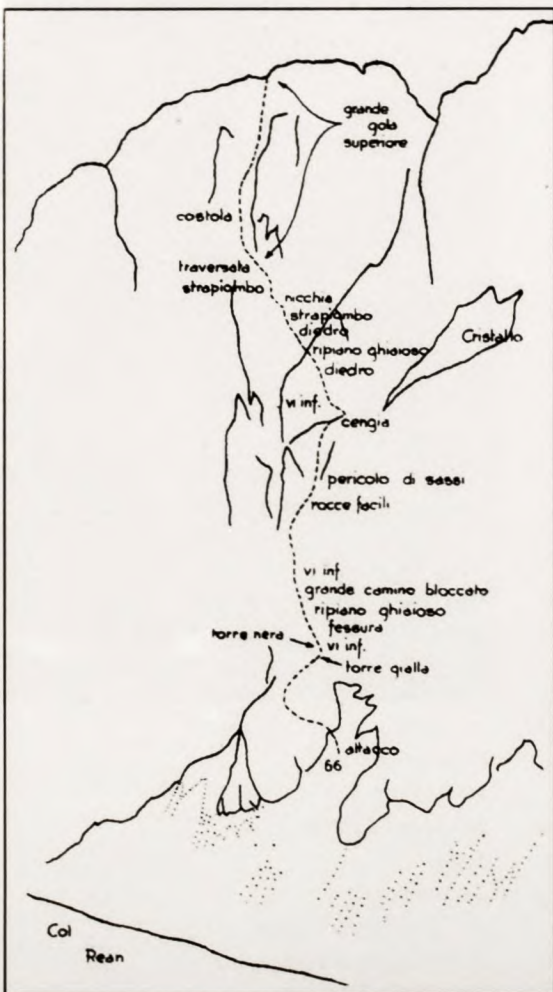 grande
gola
superiore
costola
traversata
strapiombo
nicchia
strapiombo
diedro
ripiano ghiaioso
diedro
Cristallo
vi inf.
cengia
pericolo di sassi
rocce facili
vi inf
grande camino bloccato
ripiano ghiaioso
fessura
torre nera
vi inf.
torre gialla
attacco
66
Col
Rean